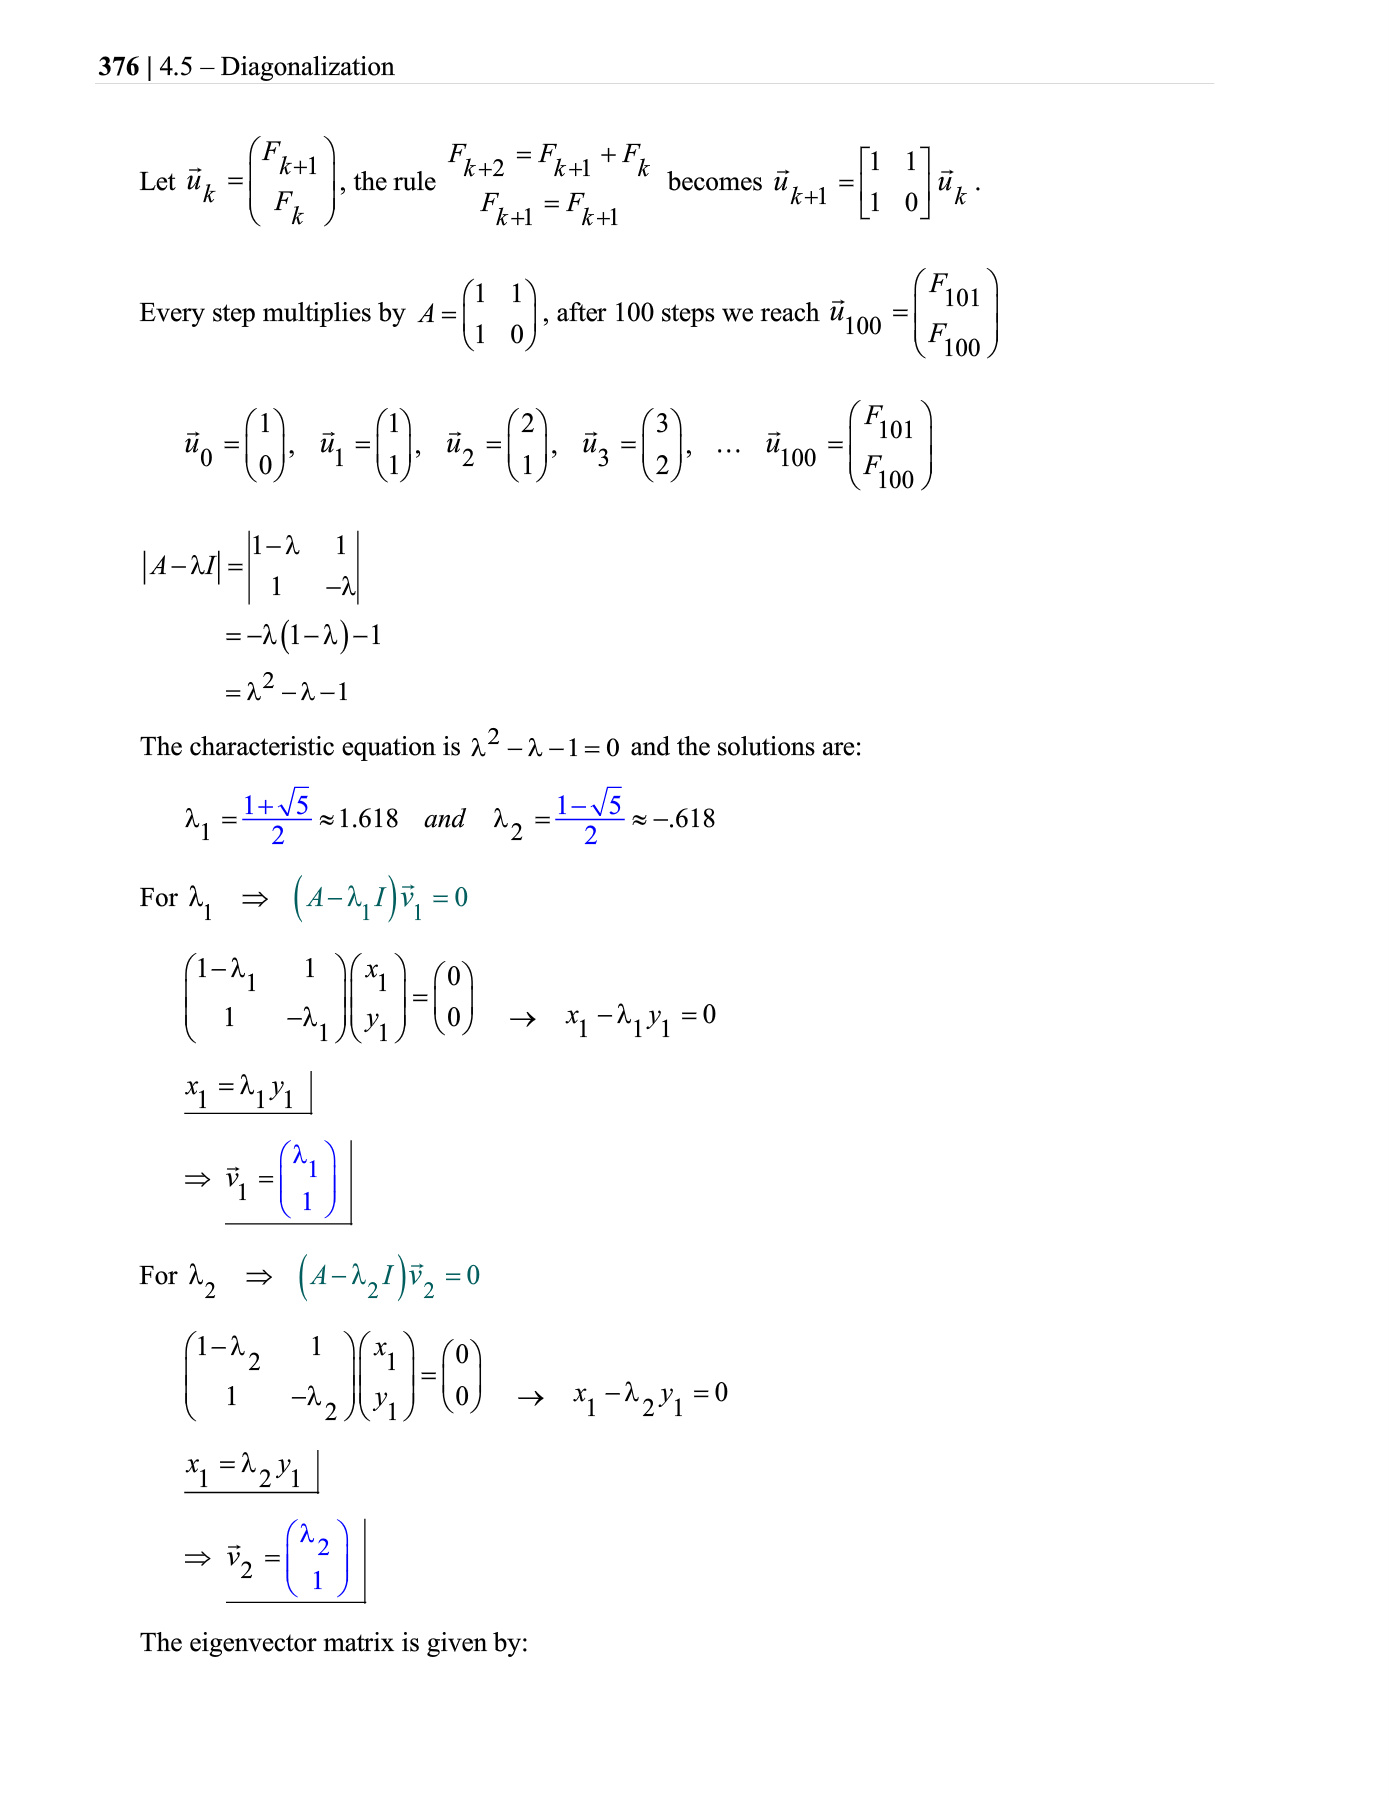 376 | 4.5 – Diagonalization
Let $\vec{u}_k = \begin{pmatrix} F_{k+1} \\ F_k \end{pmatrix}$, the rule $\begin{matrix} F_{k+2} = F_{k+1} + F_k \\ F_{k+1} = F_{k+1} \end{matrix}$ becomes $\vec{u}_{k+1} = \begin{bmatrix} 1 & 1 \\ 1 & 0 \end{bmatrix} \vec{u}_k$.
Every step multiplies by $A = \begin{pmatrix} 1 & 1 \\ 1 & 0 \end{pmatrix}$, after 100 steps we reach $\vec{u}_{100} = \begin{pmatrix} F_{101} \\ F_{100} \end{pmatrix}$
$\vec{u}_0 = \begin{pmatrix} 1 \\ 0 \end{pmatrix}, \quad \vec{u}_1 = \begin{pmatrix} 1 \\ 1 \end{pmatrix}, \quad \vec{u}_2 = \begin{pmatrix} 2 \\ 1 \end{pmatrix}, \quad \vec{u}_3 = \begin{pmatrix} 3 \\ 2 \end{pmatrix}, \quad \ldots \quad \vec{u}_{100} = \begin{pmatrix} F_{101} \\ F_{100} \end{pmatrix}$
$|A - \lambda I| = \begin{vmatrix} 1-\lambda & 1 \\ 1 & -\lambda \end{vmatrix}$
$= -\lambda(1-\lambda) - 1$
$= \lambda^2 - \lambda - 1$
The characteristic equation is $\lambda^2 - \lambda - 1 = 0$ and the solutions are:
$\lambda_1 = \frac{1+\sqrt{5}}{2} \approx 1.618 \quad and \quad \lambda_2 = \frac{1-\sqrt{5}}{2} \approx -.618$
For $\lambda_1 \Rightarrow (A - \lambda_1 I)\vec{v}_1 = 0$
$\begin{pmatrix} 1-\lambda_1 & 1 \\ 1 & -\lambda_1 \end{pmatrix} \begin{pmatrix} x_1 \\ y_1 \end{pmatrix} = \begin{pmatrix} 0 \\ 0 \end{pmatrix} \rightarrow x_1 - \lambda_1 y_1 = 0$
$x_1 = \lambda_1 y_1$
$\Rightarrow \vec{v}_1 = \begin{pmatrix} \lambda_1 \\ 1 \end{pmatrix}$
For $\lambda_2 \Rightarrow (A - \lambda_2 I)\vec{v}_2 = 0$
$\begin{pmatrix} 1-\lambda_2 & 1 \\ 1 & -\lambda_2 \end{pmatrix} \begin{pmatrix} x_1 \\ y_1 \end{pmatrix} = \begin{pmatrix} 0 \\ 0 \end{pmatrix} \rightarrow x_1 - \lambda_2 y_1 = 0$
$x_1 = \lambda_2 y_1$
$\Rightarrow \vec{v}_2 = \begin{pmatrix} \lambda_2 \\ 1 \end{pmatrix}$
The eigenvector matrix is given by: